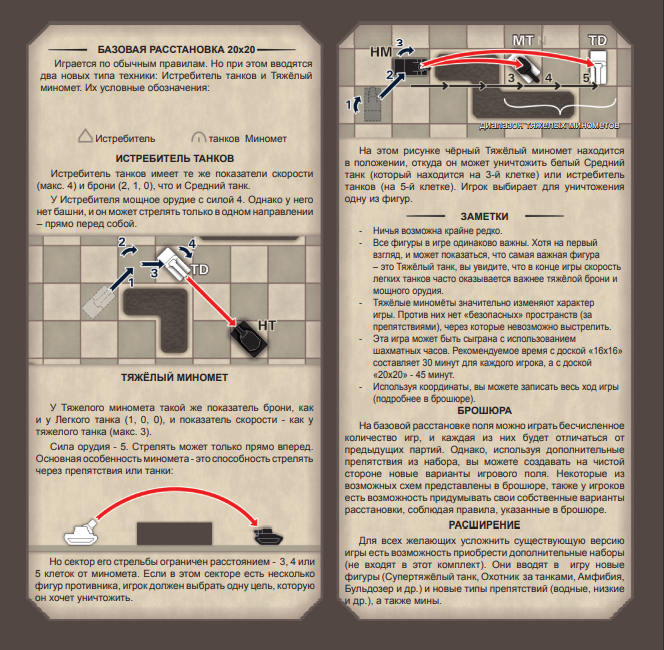 БАЗОВАЯ РАССТАНОВКА 20x20
Играется по обычным правилам. Но при этом вводятся
два новых типа техники: Истребитель танков и Тяжёлый
миномет. Их условные обозначения:
Истребитель танков Миномет
ИСТРЕБИТЕЛЬ ТАНКОВ
Истребитель танков имеет те же показатели скорости
(макс. 4) и брони (2, 1, 0), что и Средний танк.
У Истребителя мощное орудие с силой 4. Однако у него
нет башни, и он может стрелять только в одном направлении
– прямо перед собой.
2
4
3
TD
1
HT
ТЯЖЁЛЫЙ МИНОМЕТ
У Тяжелого миномета такой же показатель брони, как
и у Легкого танка (1, 0, 0), и показатель скорости - как у
тяжелого танка (макс. 3).
Сила орудия - 5. Стрелять может только прямо вперед.
Основная особенность миномета - это способность стрелять
через препятствия или танки:
Но сектор его стрельбы ограничен расстоянием - 3, 4 или
5 клеток от миномета. Если в этом секторе есть несколько
фигур противника, игрок должен выбрать одну цель, которую
он хочет уничтожить.
MT TD
3
HM
2
3 4 5
1
диапазон тяжелых минометов
На этом рисунке чёрный Тяжёлый миномет находится
в положении, откуда он может уничтожить белый Средний
танк (который находится на 3-й клетке) или истребитель
танков (на 5-й клетке). Игрок выбирает для уничтожения
одну из фигур.
ЗАМЕТКИ
- Ничья возможна крайне редко.
- Все фигуры в игре одинаково важны. Хотя на первый
взгляд, и может показаться, что самая важная фигура
– это Тяжёлый танк, вы увидите, что в конце игры скорость
легких танков часто оказывается важнее тяжёлой брони и
мощного орудия.
- Тяжёлые миномёты значительно изменяют характер
игры. Против них нет «безопасных» пространств (за
препятствиями), через которые невозможно выстрелить.
- Эта игра может быть сыграна с использованием
шахматных часов. Рекомендуемое время с доской «16x16»
составляет 30 минут для каждого игрока, а с доской
«20x20» - 45 минут.
- Используя координаты, вы можете записать весь ход игры
(подробнее в брошюре).
БРОШЮРА
На базовой расстановке поля можно играть бесчисленное
количество игр, и каждая из них будет отличаться от
предыдущих партий. Однако, используя дополнительные
препятствия из набора, вы можете создавать на чистой
стороне новые варианты игрового поля. Некоторые из
возможных схем представлены в брошюре, также у игроков
есть возможность придумывать свои собственные варианты
расстановки, соблюдая правила, указанные в брошюре.
РАСШИРЕНИЕ
Для всех желающих усложнить существующую версию
игры есть возможность приобрести дополнительные наборы
(не входят в этот комплект). Они вводят в игру новые
фигуры (Супертяжёлый танк, Охотник за танками, Амфибия,
Бульдозер и др.) и новые типы препятствий (водные, низкие
и др.), а также мины.